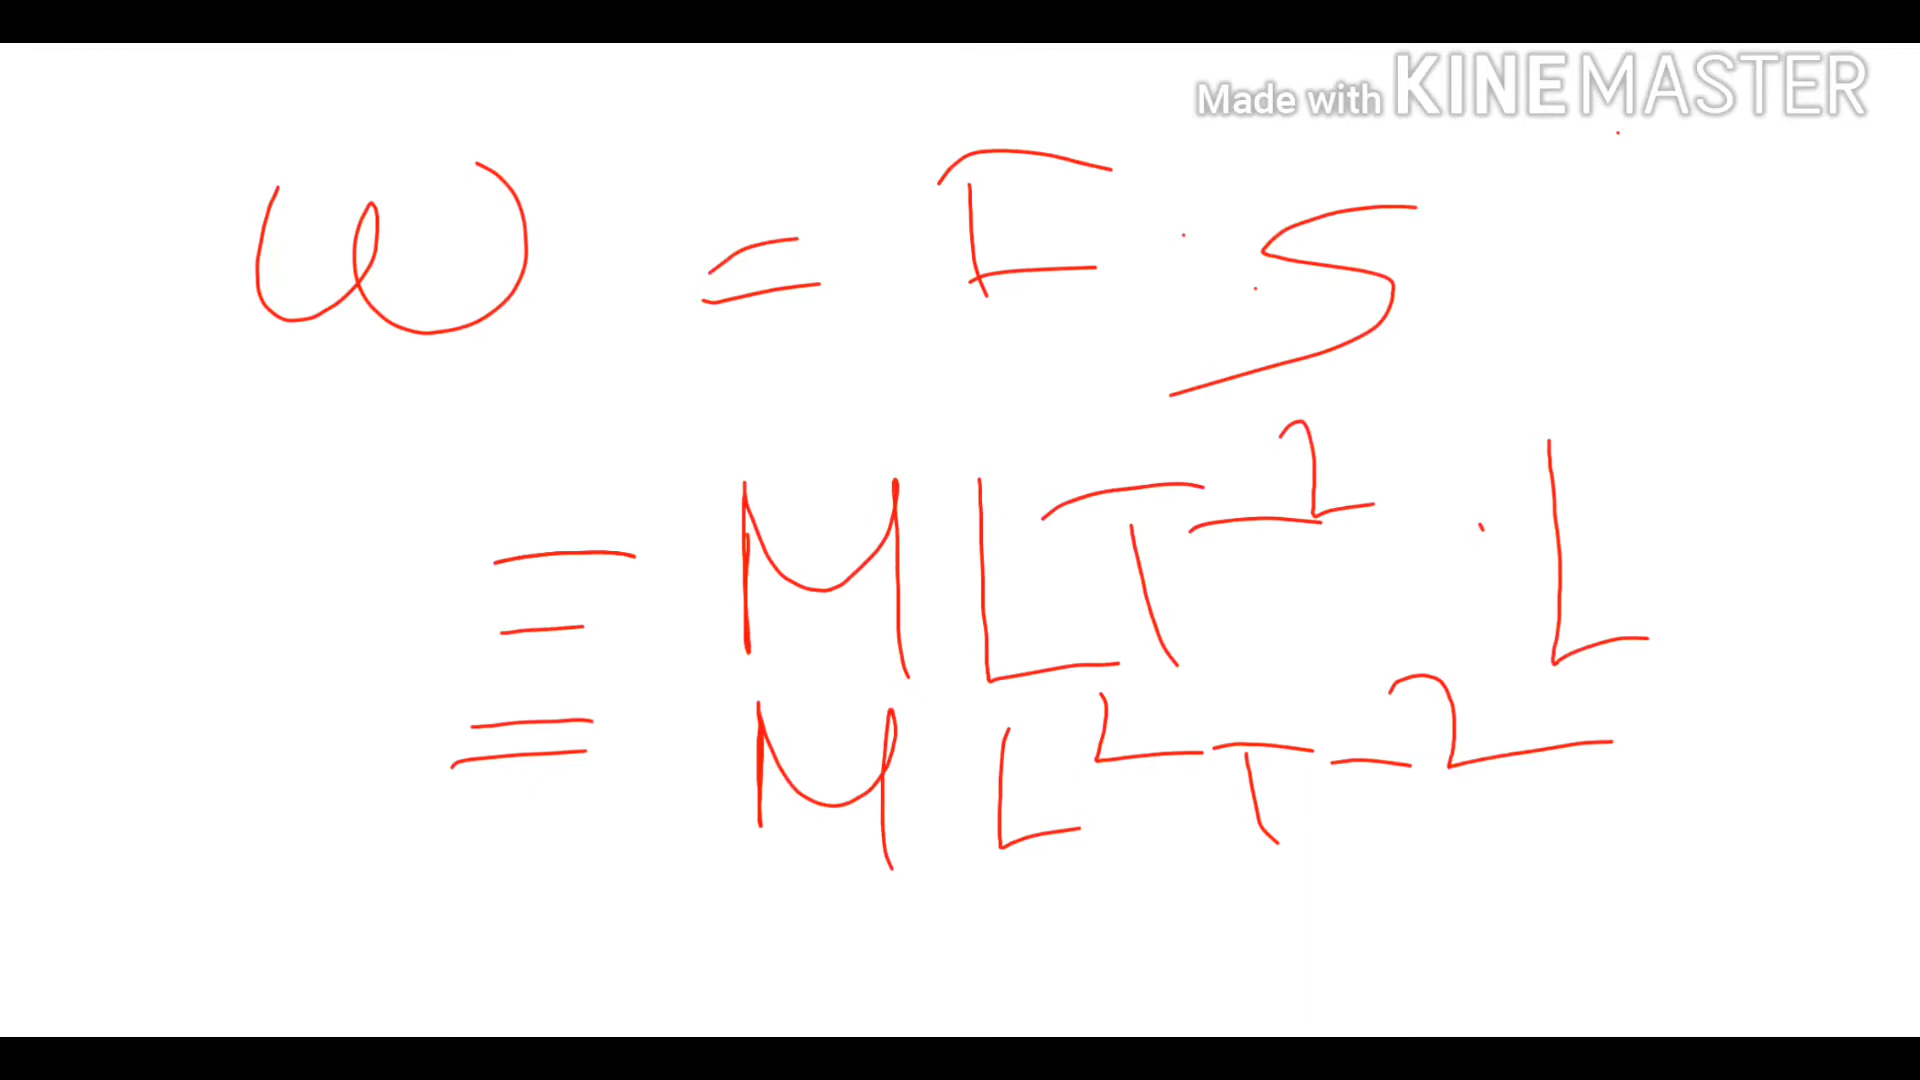 Made with KINEMASTER
W = F . S
= MLT⁻² . L
= ML²T⁻²